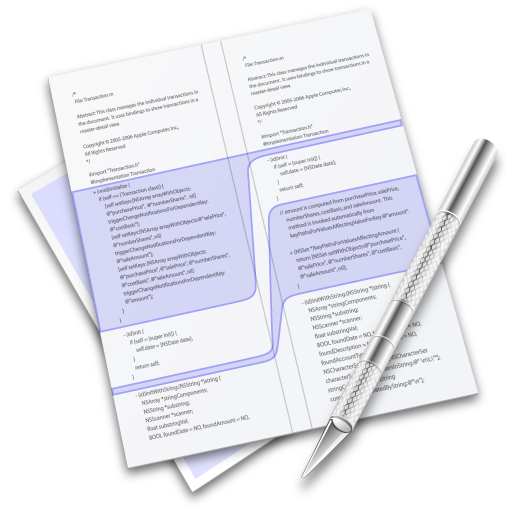 /*
File:Transaction.m
Abstract: This class manages the individual transactions in
the document. It uses bindings to show transactions in a
master-detail view.
Copyright © 2005-2006 Apple Computer, Inc,
All Rights Reserved
*/
#import "Transaction.h"
@implementation Transaction
+ (void)initialize {
if (self == [Transaction class]) {
[self setKeys:[NSArray arrayWithObjects:
@"purchasePrice", @"numberShares", nil]
triggerChangeNotificationsForDependentKey:
@"costBasis"];
[self setKeys:[NSArray arrayWithObjects:@"salePrice",
@"numberShares", nil]
triggerChangeNotificationsForDependentKey:
@"saleAmount"];
[self setKeys:[NSArray arrayWithObjects:
@"purchasePrice", @"salePrice", @"numberShares",
@"costBasis", @"saleAmount", nil]
triggerChangeNotificationsForDependentKey:
@"amount"];
}
}
- (id)init {
if (self = [super init]) {
self.date = [NSDate date];
}
return self;
}
- (id)initWithString:(NSString *)string {
NSArray *stringComponents;
NSString *substring;
NSScanner *scanner;
float substringVal;
BOOL foundDate = NO, foundAmount = NO,
/*
File:Transaction.m
Abstract: This class manages the individual transactions in
the document. It uses bindings to show transactions in a
master-detail view.
Copyright © 2005-2006 Apple Computer, Inc,
All Rights Reserved
*/
#import "Transaction.h"
@implementation Transaction
- (id)init {
if (self = [super init]) {
self.date = [NSDate date];
}
return self;
}
// amount is computed from purchasePrice, salePrice,
numberShares, costBasis, and saleAmount. This
method is invoked automatically from
keyPathsForValuesAffectingValueForKey:@"amount".
+ (NSSet *)keyPathsForValuesAffectingAmount {
return [NSSet setWithObjects:@"purchasePrice",
@"salePrice", @"numberShares", @"costBasis",
@"saleAmount", nil];
}
- (id)initWithString:(NSString *)string {
NSArray *stringComponents;
NSString *substring;
NSScanner *scanner;
float substringVal;
BOOL foundDate = NO, = NO,
foundDescription = NO,
foundAccountType
NSCharacterSet NSCharacterSet